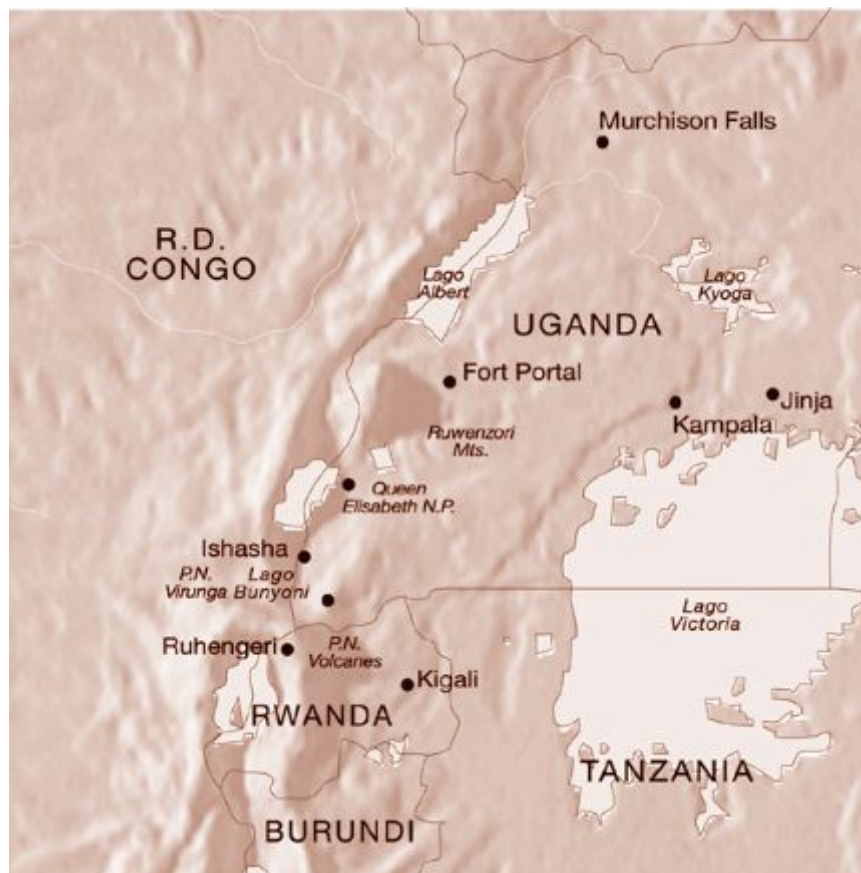 Murchison Falls
R.D.
CONGO
Lago
Albert
Lago
Kyoga
UGANDA
Fort Portal
Jinja
Kampala
Ruwenzori
Mts.
Queen
Elisabeth N.P.
Ishasha
P.N.
Virunga
Lago
Bunyoni
Lago
Victoria
Ruhengeri
P.N.
Volcanes
Kigali
RWANDA
TANZANIA
BURUNDI